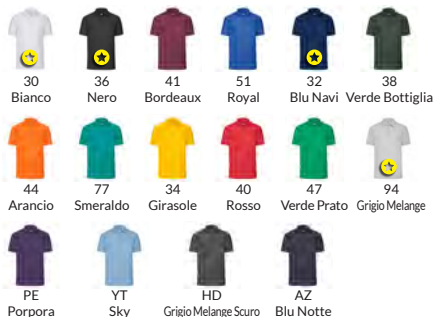 30 36 41 51 32 38
Bianco Nero Bordeaux Royal Blu Navi Verde Bottiglia
44 77 34 40 47 94
Arancio Smeraldo Girasole Rosso Verde Prato Grigio Melange
PE YT HD AZ
Porpora Sky Grigio Melange Scuro Blu Notte